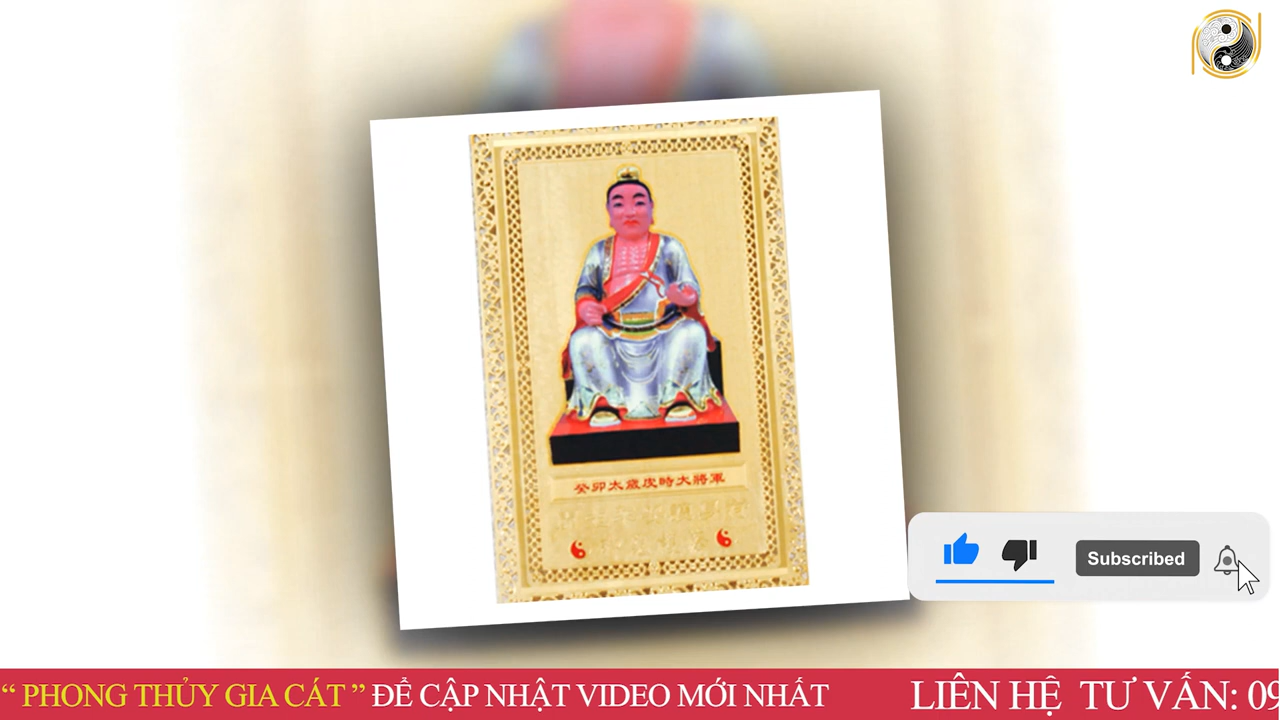 癸卯太歲皮時大將軍
Subscribed
“ PHONG THỦY GIA CÁT ” ĐỂ CẬP NHẬT VIDEO MỚI NHẤT
LIÊN HỆ TƯ VẤN: 09